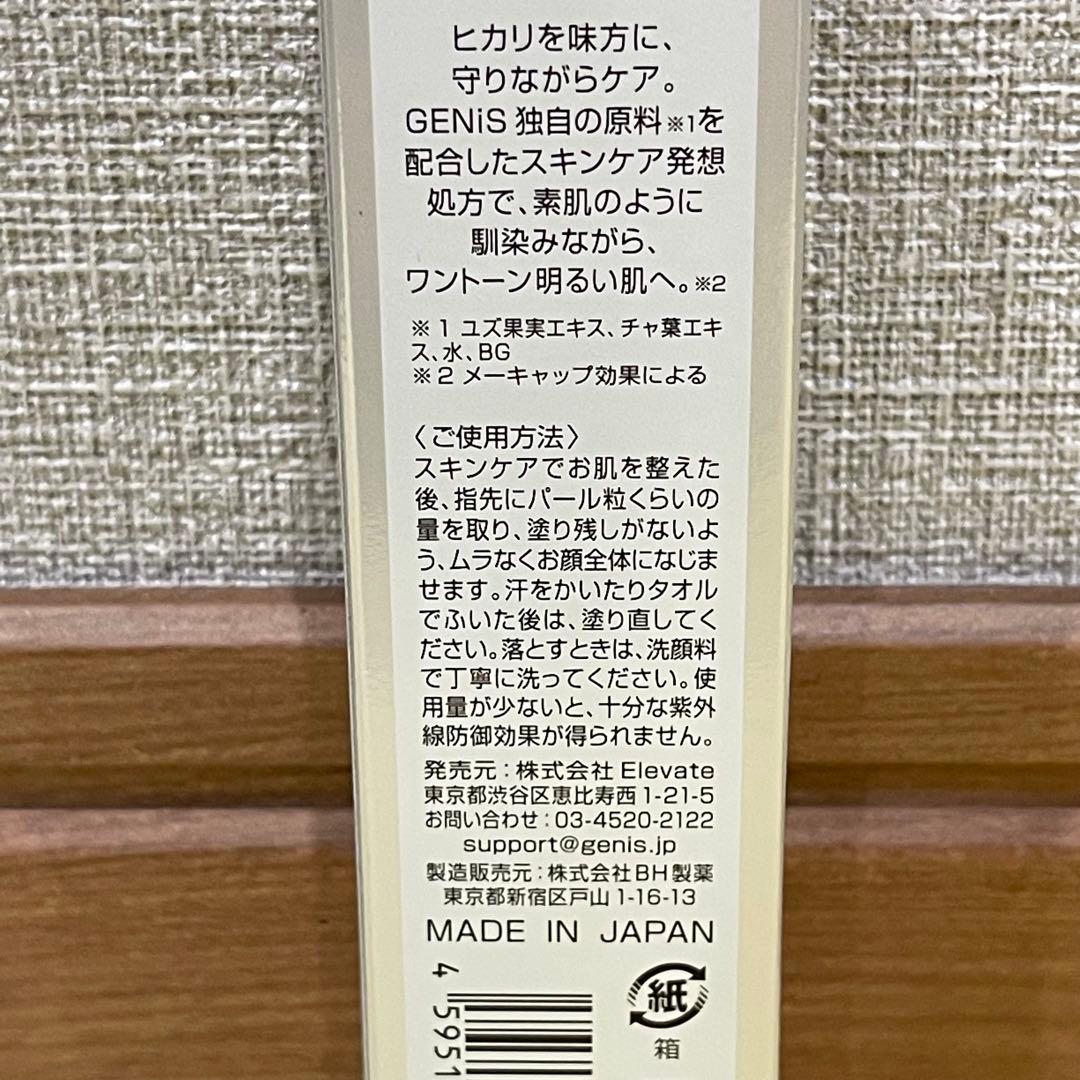 ヒカリを味方に、
守りながらケア。
GENiS 独自の原料※1を
配合したスキンケア発想
処方で、素肌のように
馴染みながら、
ワントーン明るい肌へ。※2
※1 ユズ果実エキス、チャ葉エキ
ス、水、BG
※2 メーキャップ効果による
〈ご使用方法〉
スキンケアでお肌を整えた
後、指先にパール粒くらいの
量を取り、塗り残しがないよ
う、ムラなくお顔全体になじま
せます。汗をかいたりタオル
でふいた後は、塗り直してく
ださい。落とすときは、洗顔料
で丁寧に洗ってください。使
用量が少ないと、十分な紫外
線防御効果が得られません。
発売元：株式会社 Elevate
東京都渋谷区恵比寿西1-21-5
お問い合わせ：03-4520-2122
support@genis.jp
製造販売元：株式会社BH製薬
東京都新宿区戸山1-16-13
MADE IN JAPAN
4 5951
紙
箱